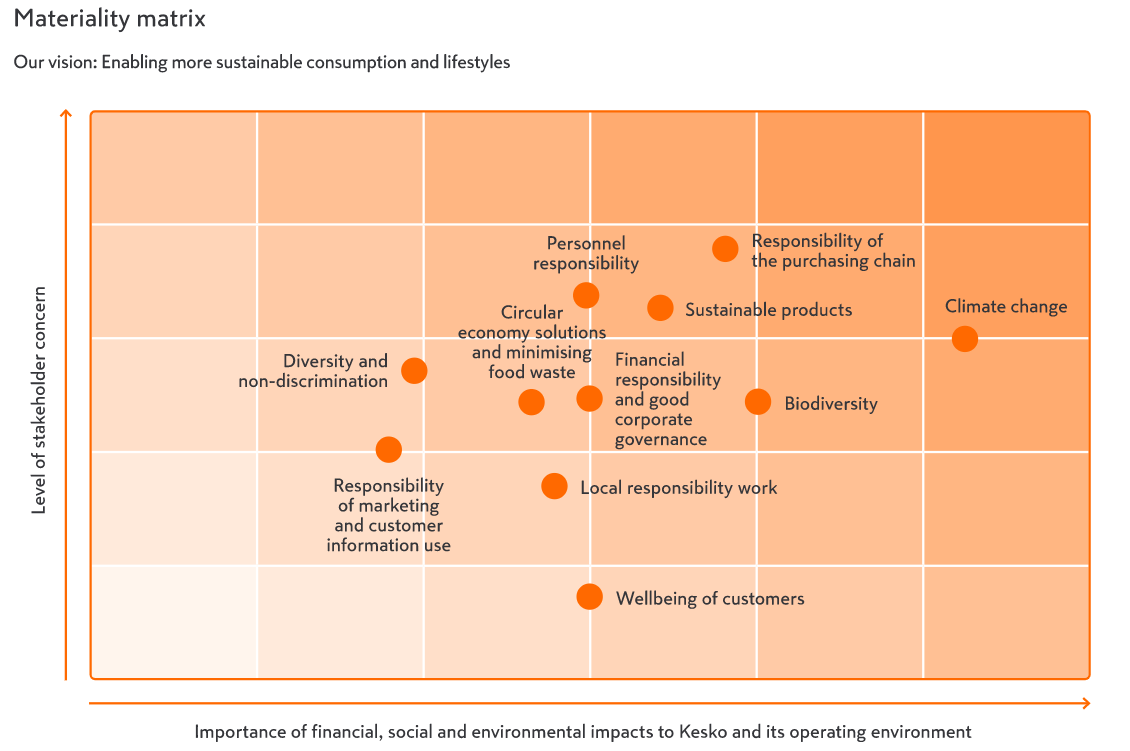 Materiality matrix
Our vision: Enabling more sustainable consumption and lifestyles
Level of stakeholder concern
Personnel
responsibility
Responsibility of
the purchasing chain
Sustainable products
Climate change
Circular
economy solutions
and minimising
food waste
Diversity and
non-discrimination
Financial
responsibility
and good
corporate
governance
Biodiversity
Responsibility
of marketing
and customer
information use
Local responsibility work
Wellbeing of customers
Importance of financial, social and environmental impacts to Kesko and its operating environment